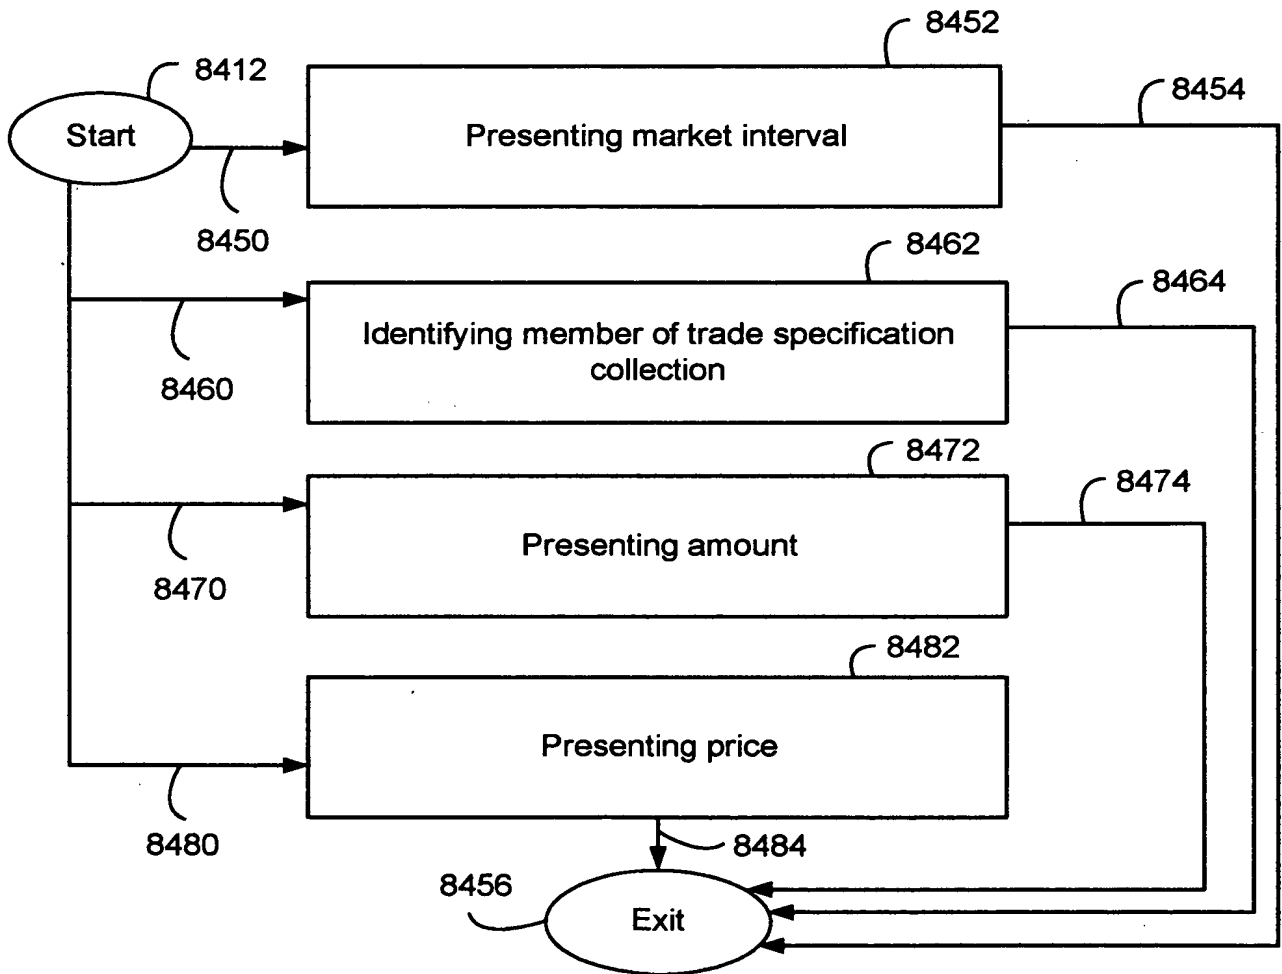 8452
8412
8454
Start
Presenting market interval
8450
8462
8464
Identifying member of trade specification
collection
8460
8472
8474
Presenting amount
8470
8482
Presenting price
8480
8484
8456
Exit